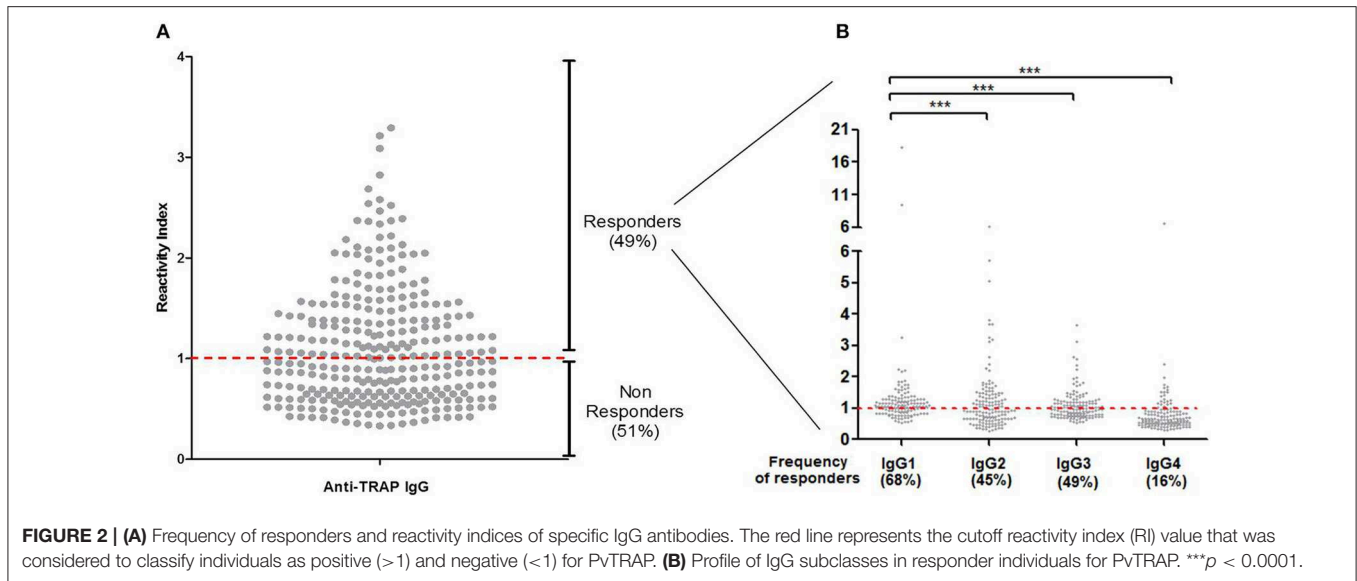 A
4
3
2
1
0
Reactivity Index
Anti-TRAP IgG
Responders
(49%)
Non
Responders
(51%)
B
***
***
***
21
16
11
6
6
5
4
3
2
1
0
Frequency
of responders
IgG1
(68%)
IgG2
(45%)
IgG3
(49%)
IgG4
(16%)
FIGURE 2 | (A) Frequency of responders and reactivity indices of specific IgG antibodies. The red line represents the cutoff reactivity index (RI) value that was
considered to classify individuals as positive (>1) and negative (<1) for PvTRAP. (B) Profile of IgG subclasses in responder individuals for PvTRAP. ***p < 0.0001.